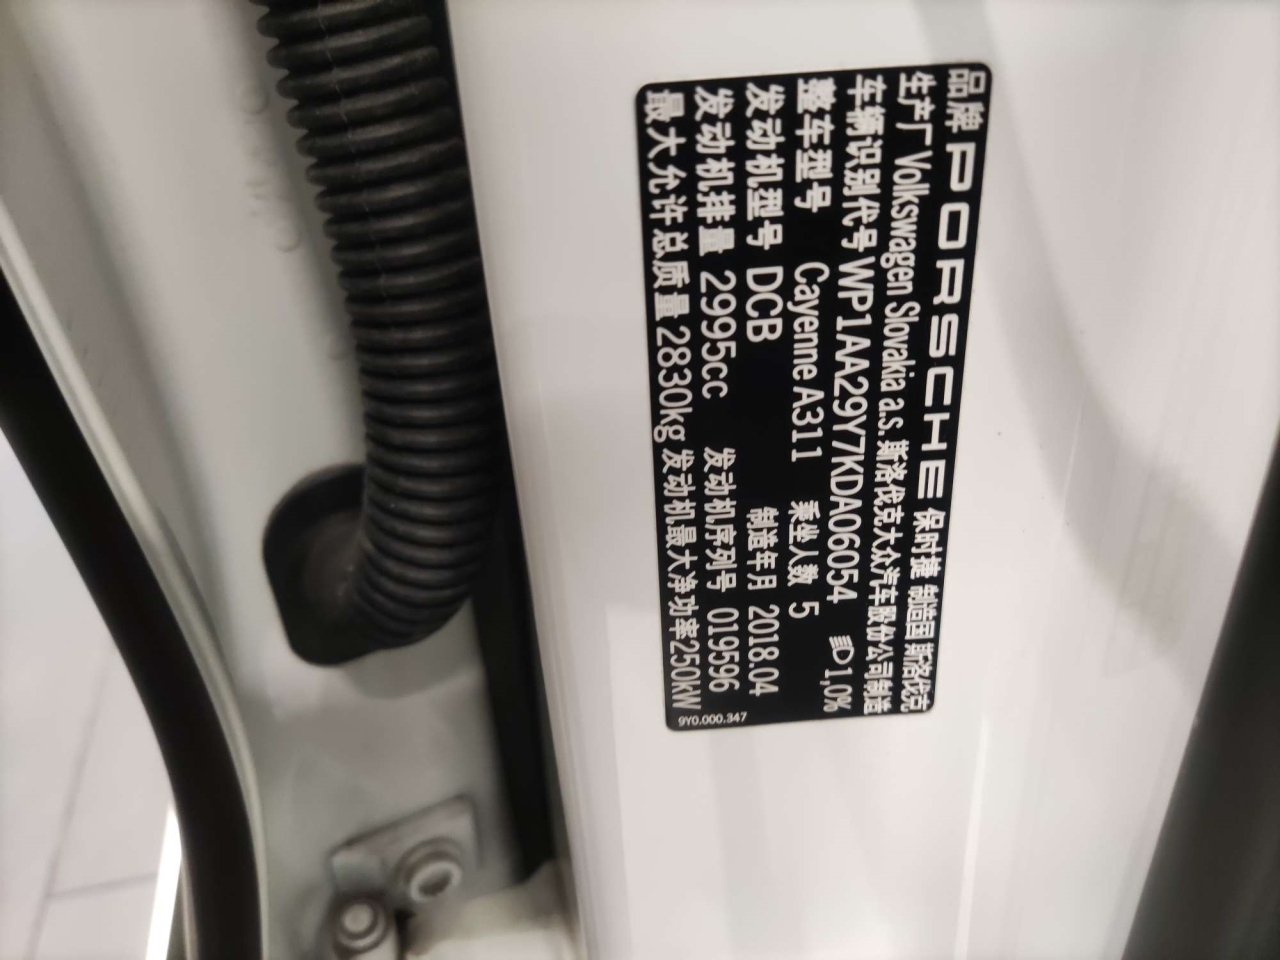 品牌 PORSCHE 保时捷 制造国 斯洛伐克
生产厂 Volkswagen Slovakia a.s. 斯洛伐克大众汽车股份公司制造
车辆识别代号 WP1AA29Y7KDA06054 1,0%
整车型号 Cayenne A311 乘坐人数 5
发动机型号 DCB 制造年月 2018.04
发动机排量 2995cc 发动机序列号 019596
最大允许总质量 2830kg 发动机最大净功率250kW
9Y0.000.347